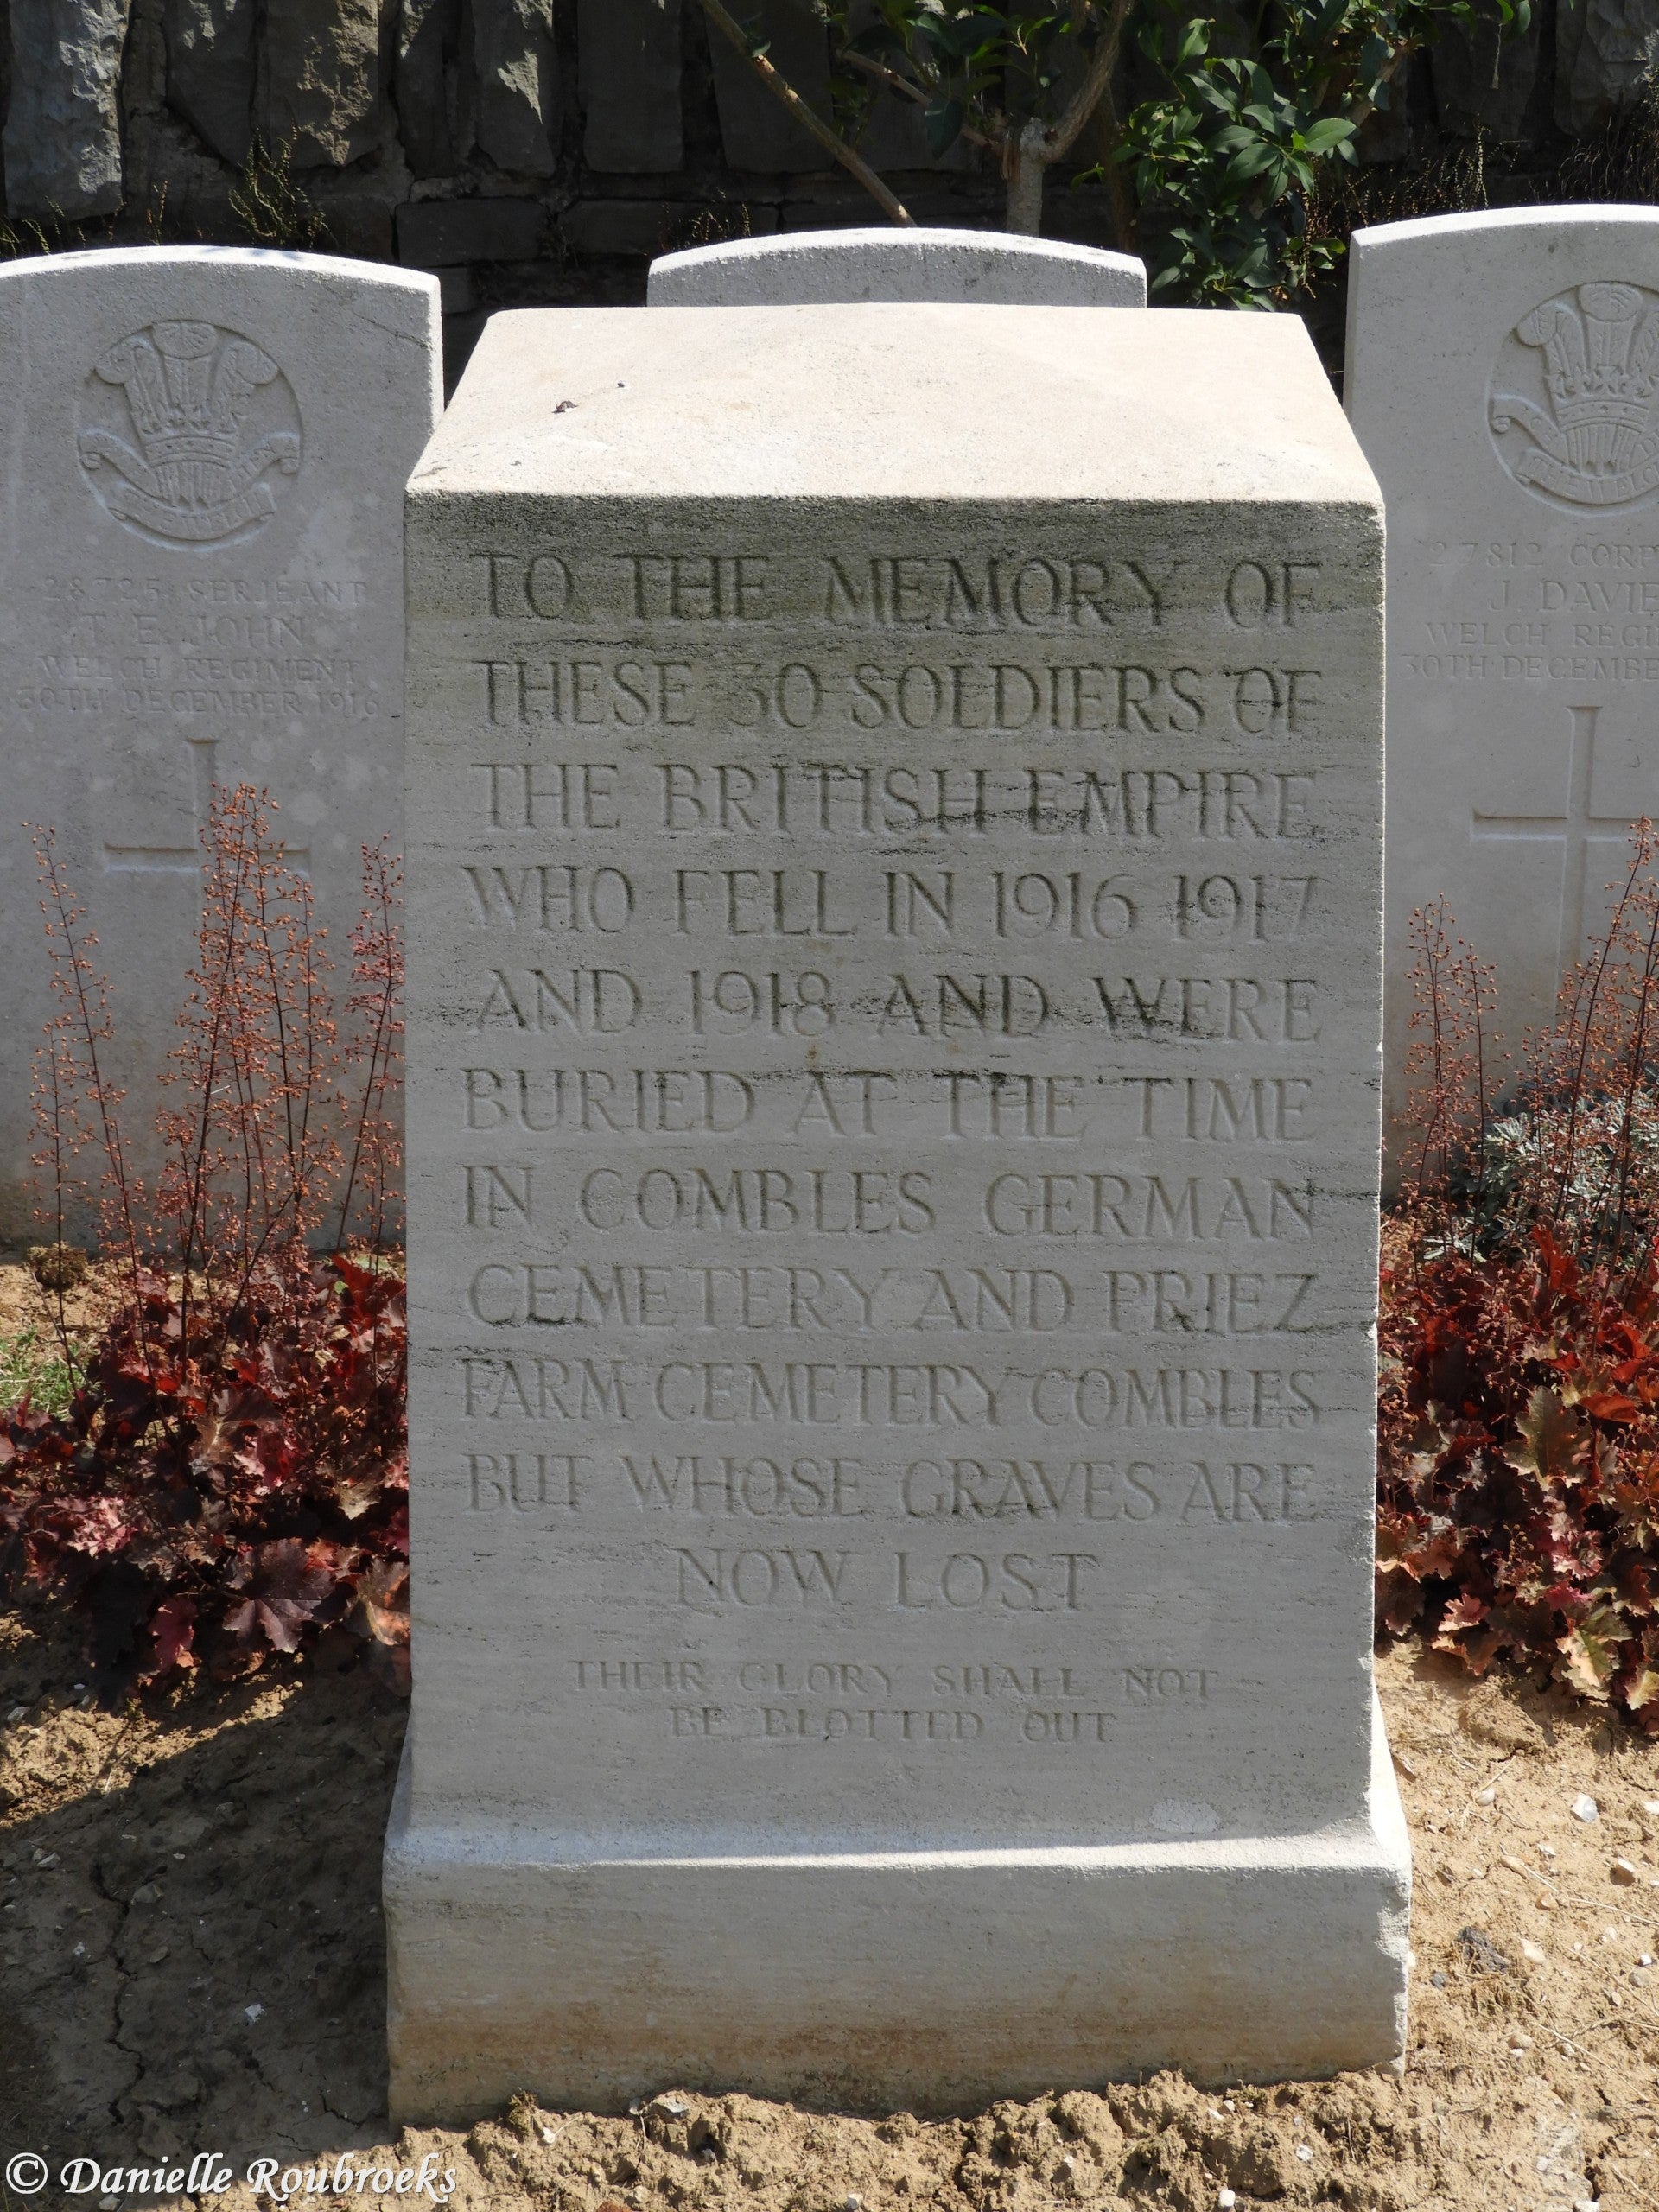 TO THE MEMORY OF
THESE 30 SOLDIERS OF
THE BRITISH EMPIRE
WHO FELL IN 1916 1917
AND 1918 AND WERE
BURIED AT THE TIME
IN COMBLES GERMAN
CEMETERY AND PRIEZ
FARM CEMETERY COMBLES
BUT WHOSE GRAVES ARE
NOW LOST
THEIR GLORY SHALL NOT
BE BLOTTED OUT
28725 SERJEANT
T. E. JOHN
WELCH REGIMENT
30TH DECEMBER 1916
THE WELCH
27812 CORP
J. DAVIE
WELCH REGI
30TH DECEMBE
© Danielle Roubroeks